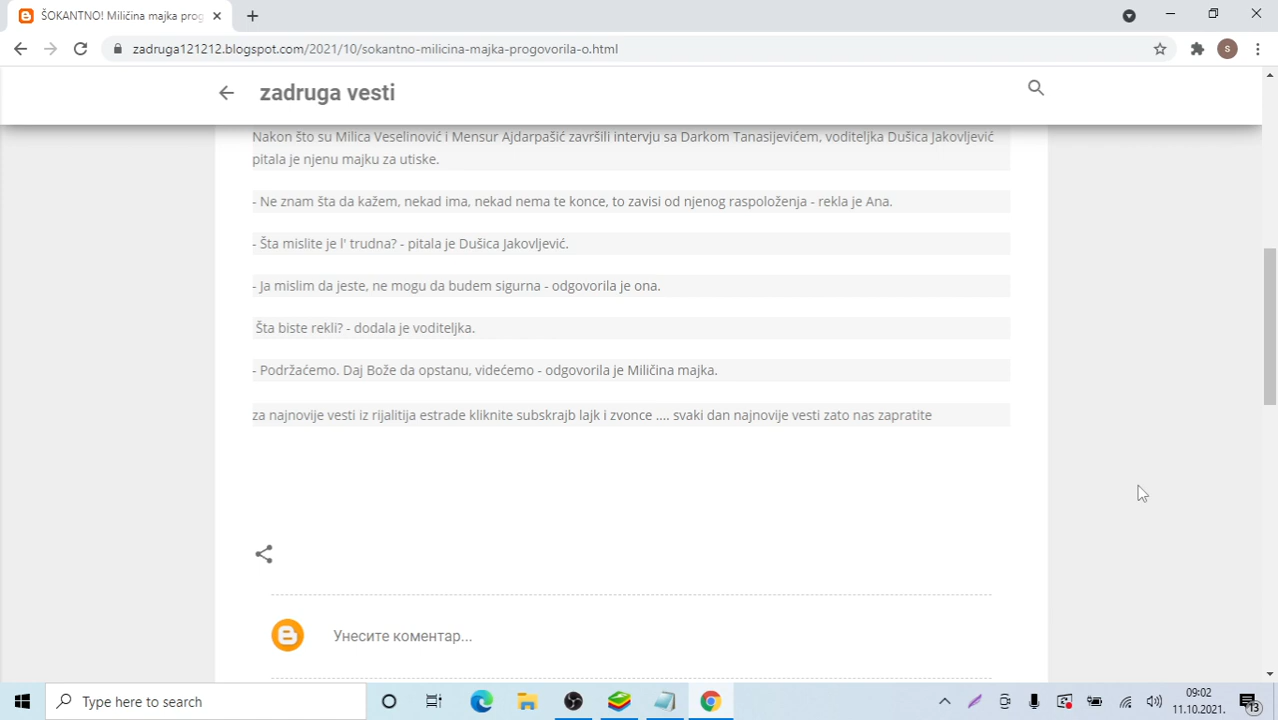 ŠOKANTNO! Miličina majka prog
zadruga121212.blogspot.com/2021/10/sokantno-milicina-majka-progovorila-o.html
S
zadruga vesti
Nakon što su Milica Veselinović i Mensur Ajdarpašić završili intervju sa Darkom Tanasijevićem, voditeljka Dušica Jakovljević
pitala je njenu majku za utiske.
- Ne znam šta da kažem, nekad ima, nekad nema te konce, to zavisi od njenog raspoloženja - rekla je Ana.
- Šta mislite je l' trudna? - pitala je Dušica Jakovljević.
- Ja mislim da jeste, ne mogu da budem sigurna - odgovorila je ona.
Šta biste rekli? - dodala je voditeljka.
- Podržaćemo. Daj Bože da opstanu, videćemo - odgovorila je Miličina majka.
za najnovije vesti iz rijalitija estrade kliknite subskrajb lajk i zvonce .... svaki dan najnovije vesti zato nas zapratite
Унесите коментар...
Type here to search
09:02
11.10.2021.
13